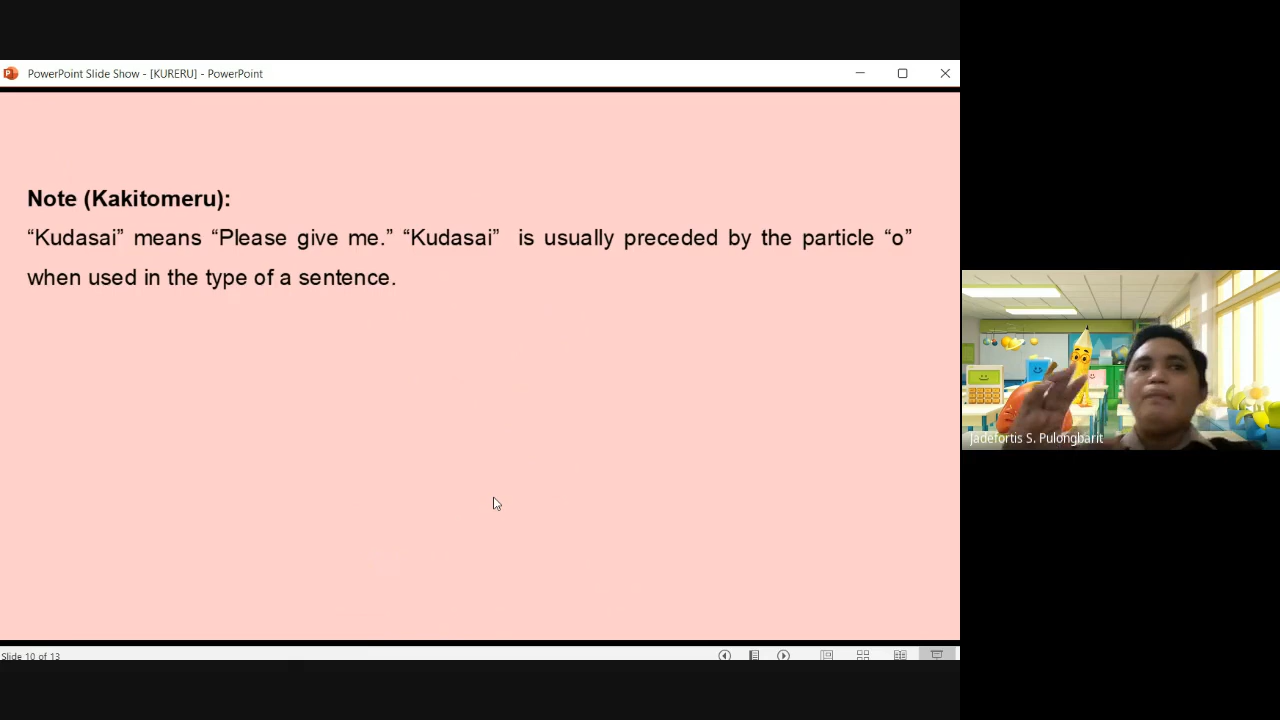 PowerPoint Slide Show - [KURERU] - PowerPoint
Note (Kakitomeru):
“Kudasai” means “Please give me.” “Kudasai” is usually preceded by the particle “o”
when used in the type of a sentence.
Jadefortis S. Pulongbarit
Slide 10 of 13